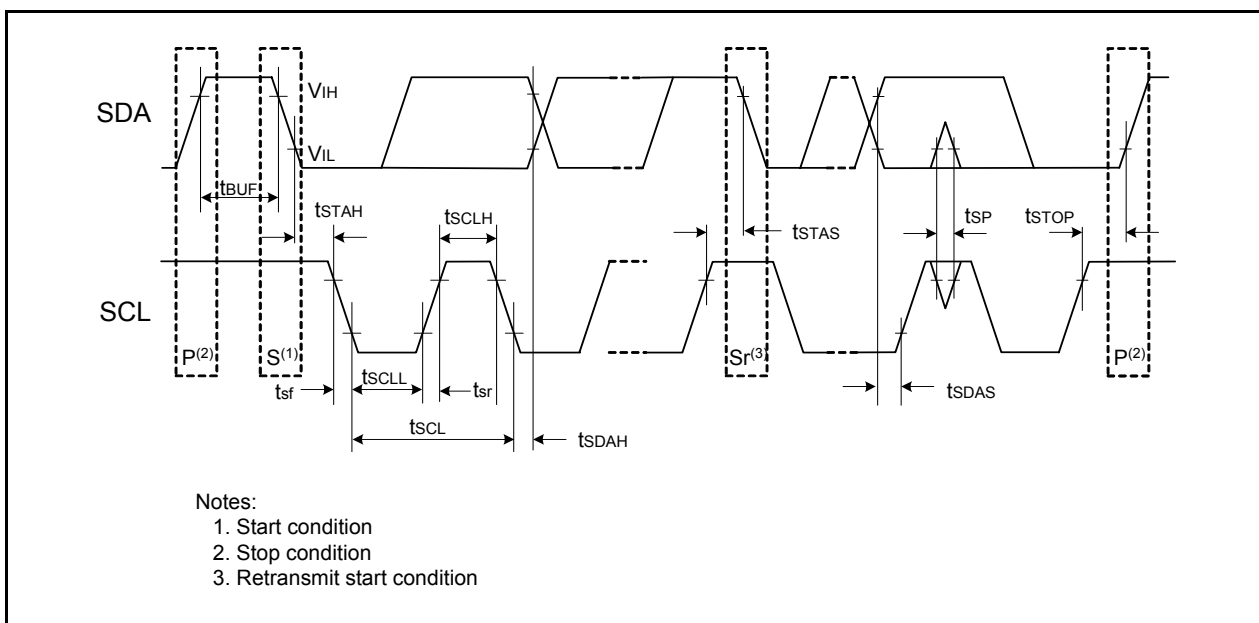 SDA
VIH
VIL
tBUF
tSTAH
tSCLH
tSTAS
tSP
tSTOP
SCL
P(2)
S(1)
Sr(3)
P(2)
tsf
tSCLL
tsr
tSDAS
tSCL
tSDAH
Notes:
1. Start condition
2. Stop condition
3. Retransmit start condition